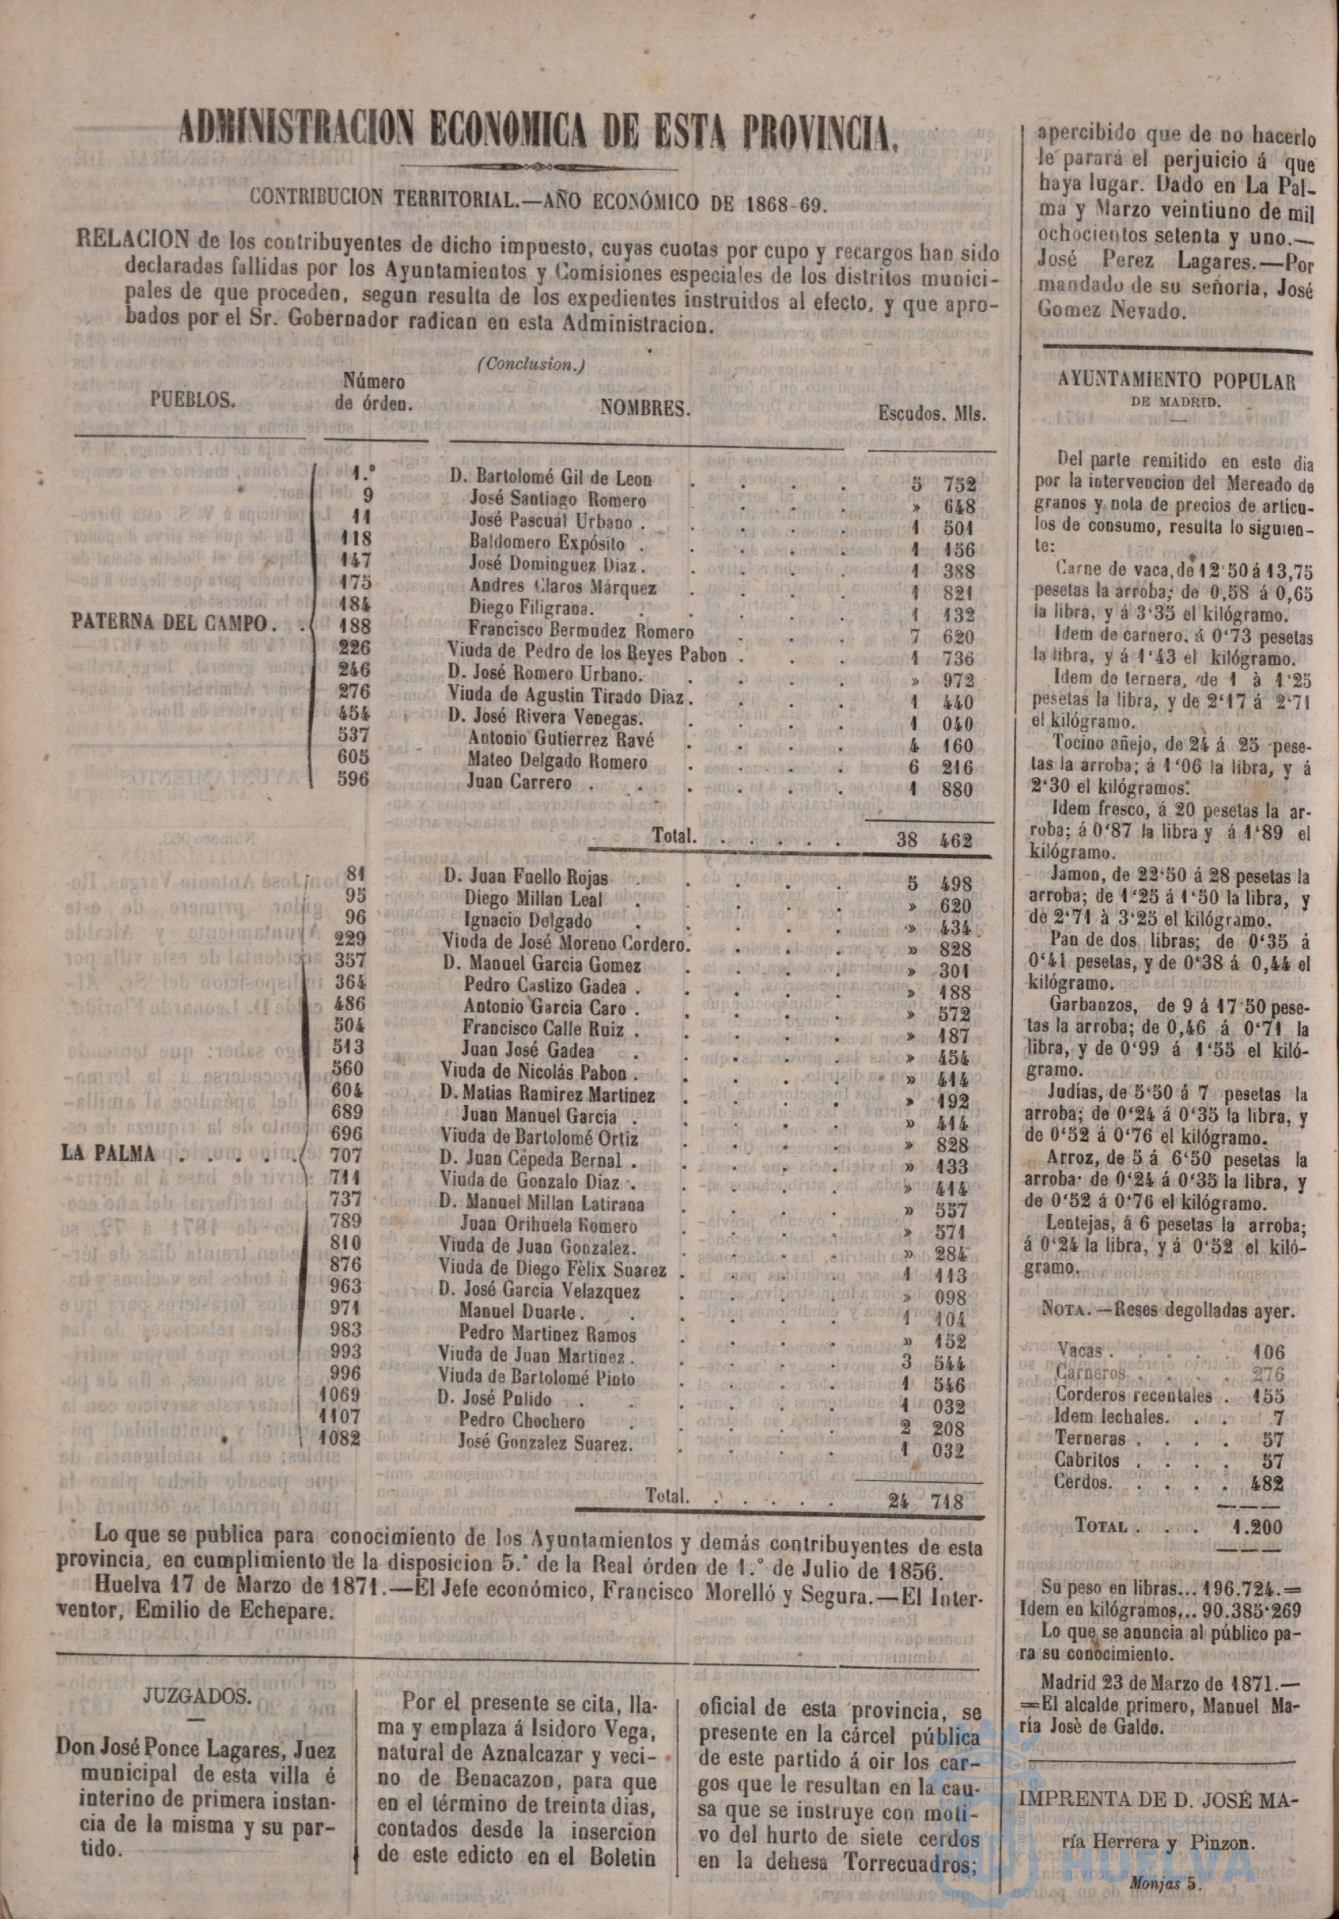 ADMINISTRACION ECONOMICA DE ESTA PROVINCIA.
CONTRIBUCION TERRITORIAL.—AÑO ECONÓMICO DE 1868-69.
RELACION de los contribuyentes de dicho impuesto, cuyas cuotas por cupo y recargos han sido
declaradas fallidas por los Ayuntamientos y Comisiones especiales de los distritos munici-
pales de que proceden, segun resulta de los expedientes instruidos al efecto, y que apro-
bados por el Sr. Gobernador radican en esta Administracion.
(Conclusion.)
PUEBLOS. Número de órden. NOMBRES. Escudos. Mls.
PATERNA DEL CAMPO. .
1.° D. Bartolomé Gil de Leon . . . . 5 752
9 José Santiago Romero . . . » 648
11 José Pascual Urbano . . . . . 1 501
118 Baldomero Expósito . . . . . 1 156
147 José Dominguez Diaz . . . . . 1 388
175 Andres Claros Márquez . . . . 1 821
184 Diego Filigrana. . . . . . 1 132
188 Francisco Bermudez Romero . . . 7 620
226 Viuda de Pedro de los Reyes Pabon . . . 1 736
246 D. José Romero Urbano. . . . . » 972
276 Viuda de Agustin Tirado Diaz . . . . 1 440
454 D. José Rivera Venegas. . . . . 1 040
537 Antonio Gutierrez Ravé . . . . 4 160
605 Mateo Delgado Romero . . . . 6 216
596 Juan Carrero . . . . . . 1 880
Total. . . . . . 38 462
LA PALMA . . . . .
81 D. Juan Fuello Rojas . . . . . 5 498
95 Diego Millan Leal . . . . . » 620
96 Ignacio Delgado . . . . . » 434
229 Viuda de José Moreno Cordero. . . . » 828
357 D. Manuel Garcia Gomez . . . . » 301
364 Pedro Castizo Gadea . . . . . » 188
486 Antonio Garcia Caro . . . . . » 572
504 Francisco Calle Ruiz . . . . . » 187
513 Juan José Gadea . . . . . » 454
560 Viuda de Nicolás Pabon . . . . . » 414
604 D. Matias Ramirez Martinez . . . . » 192
689 Juan Manuel Garcia . . . . . » 414
696 Viuda de Bartolomé Ortiz . . . . » 828
707 D. Juan Cepeda Bernal . . . . . » 133
711 Viuda de Gonzalo Diaz . . . . . » 414
737 D. Manuel Millan Latirana . . . . » 557
789 Juan Orihuela Romero . . . . » 571
810 Viuda de Juan Gonzalez. . . . . » 284
876 Viuda de Diego Fèlix Suarez . . . . 1 113
963 D. José Garcia Velazquez . . . . » 098
971 Manuel Duarte . . . . . . 1 104
983 Pedro Martinez Ramos . . . . » 152
993 Viuda de Juan Martinez . . . . . 3 544
996 Viuda de Bartolomé Pinto . . . . 1 546
1069 D. José Pulido . . . . . . 1 032
1107 Pedro Chochero . . . . . 2 208
1082 José Gonzalez Suarez. . . . . 1 032
Total. . . . . . 24 718
Lo que se publica para conocimiento de los Ayuntamientos y demás contribuyentes de esta
provincia, en cumplimiento de la disposicion 5.ª de la Real órden de 1.° de Julio de 1856.
Huelva 17 de Marzo de 1871.—El Jefe económico, Francisco Morelló y Segura.—El Inter-
ventor, Emilio de Echepare.
JUZGADOS.
Don José Ponce Lagares, Juez
municipal de esta villa é
interino de primera instan-
cia de la misma y su par-
tido.
Por el presente se cita, lla-
ma y emplaza á Isidoro Vega,
natural de Aznalcazar y veci-
no de Benacazon, para que
en el término de treinta dias,
contados desde la insercion
de este edicto en el Boletin
oficial de esta provincia, se
presente en la cárcel pública
de este partido á oir los car-
gos que le resultan en la cau-
sa que se instruye con moti-
vo del hurto de siete cerdos
en la dehesa Torrecuadros;
apercibido que de no hacerlo
le parará el perjuicio á que
haya lugar. Dado en La Pal-
ma y Marzo veintiuno de mil
ochocientos setenta y uno.—
José Perez Lagares.—Por
mandado de su señoria, José
Gomez Nevado.
AYUNTAMIENTO POPULAR
DE MADRID.
Del parte remitido en este dia
por la intervencion del Mereado de
granos y nota de precios de artícu-
los de consumo, resulta lo siguien-
te:
Carne de vaca, de 12'50 á 13,75
pesetas la arroba; de 0,58 á 0,65
la libra, y á 3'35 el kilógramo.
Idem de carnero, á 0'73 pesetas
la libra, y á 1'43 el kilógramo.
Idem de ternera, de 1 à 1'25
pesetas la libra, y de 2'17 á 2'71
el kilógramo.
Tocino añejo, de 24 á 25 pese-
tas la arroba; á 1'06 la libra, y á
2'30 el kilógramos.
Idem fresco, á 20 pesetas la ar-
roba; á 0'87 la libra y á 1'89 el
kilógramo.
Jamon, de 22'50 á 28 pesetas la
arroba; de 1'25 á 1'50 la libra, y
de 2'71 à 3'25 el kilógramo.
Pan de dos libras; de 0'35 á
0'41 pesetas, y de 0'38 á 0,44 el
kilógramo.
Garbanzos, de 9 á 17'50 pese-
tas la arroba; de 0,46 á 0'71 la
libra, y de 0'99 á 1'55 el kiló-
gramo.
Judías, de 5'50 á 7 pesetas la
arroba; de 0'24 á 0'35 la libra, y
de 0'52 á 0'76 el kilógramo.
Arroz, de 5 á 6'50 pesetas la
arroba; de 0'24 á 0'35 la libra, y
de 0'52 á 0'76 el kilógramo.
Lentejas, á 6 pesetas la arroba;
á 0'24 la libra, y á 0'52 el kiló-
gramo.
NOTA.—Reses degolladas ayer.
Vacas . . . . . 106
Carneros . . . . 276
Corderos recentales . 155
Idem lechales. . . 7
Terneras . . . . 57
Cabritos . . . . 57
Cerdos. . . . . 482
TOTAL . . . 1.200
Su peso en libras... 196.724.=
Idem en kilógramos,.. 90.385'269
Lo que se anuncia al público pa-
ra su conocimiento.
Madrid 23 de Marzo de 1871.—
=El alcalde primero, Manuel Ma-
ría Josè de Galdo.
IMPRENTA DE D. JOSÉ MA-
ría Herrera y Pinzon.
Monjas 5.
Ayuntamiento de
HUELVA